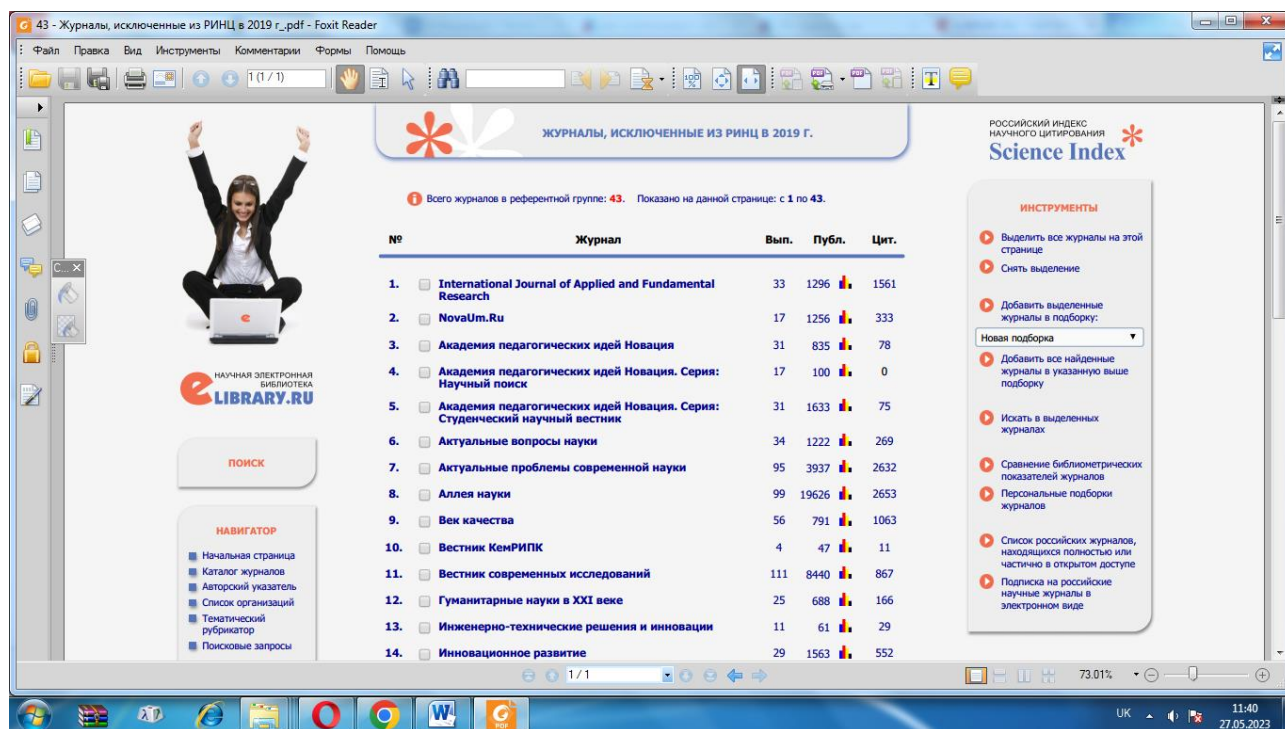 43 - Журналы, исключенные из РИНЦ в 2019 г_.pdf - Foxit Reader
Файл Правка Вид Инструменты Комментарии Формы Помощь
1 (1 / 1)
НАУЧНАЯ ЭЛЕКТРОННАЯ
БИБЛИОТЕКА
eLIBRARY.RU
ПОИСК
НАВИГАТОР
Начальная страница
Каталог журналов
Авторский указатель
Список организаций
Тематический
рубрикатор
Поисковые запросы
ЖУРНАЛЫ, ИСКЛЮЧЕННЫЕ ИЗ РИНЦ В 2019 Г.
Всего журналов в референтной группе: 43. Показано на данной странице: с 1 по 43.
№ Журнал Вып. Публ. Цит.
1. International Journal of Applied and Fundamental 33 1296 1561
Research
2. NovaUm.Ru 17 1256 333
3. Академия педагогических идей Новация 31 835 78
4. Академия педагогических идей Новация. Серия: 17 100 0
Научный поиск
5. Академия педагогических идей Новация. Серия: 31 1633 75
Студенческий научный вестник
6. Актуальные вопросы науки 34 1222 269
7. Актуальные проблемы современной науки 95 3937 2632
8. Аллея науки 99 19626 2653
9. Век качества 56 791 1063
10. Вестник КемРИПК 4 47 11
11. Вестник современных исследований 111 8440 867
12. Гуманитарные науки в XXI веке 25 688 166
13. Инженерно-технические решения и инновации 11 61 29
14. Инновационное развитие 29 1563 552
РОССИЙСКИЙ ИНДЕКС
НАУЧНОГО ЦИТИРОВАНИЯ
Science Index
ИНСТРУМЕНТЫ
Выделить все журналы на этой
странице
Снять выделение
Добавить выделенные
журналы в подборку:
Новая подборка
Добавить все найденные
журналы в указанную выше
подборку
Искать в выделенных
журналах
Сравнение библиометрических
показателей журналов
Персональные подборки
журналов
Список российских журналов,
находящихся полностью или
частично в открытом доступе
Подписка на российские
научные журналы в
электронном виде
C... X
1 / 1
73.01%
UK
11:40
27.05.2023